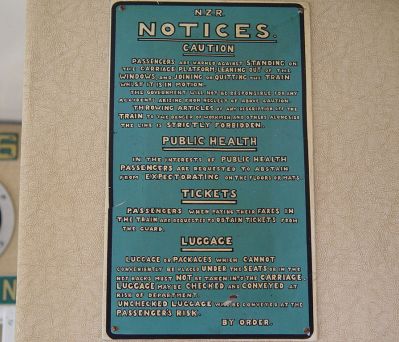 N.Z.R.
NOTICES.
CAUTION
PASSENGERS ARE WARNED AGAINST STANDING ON
THE CARRIAGE PLATFORM, LEANING OUT OF THE
WINDOWS, AND JOINING OR QUITTING THE TRAIN
WHILST IT IS IN MOTION.
THE GOVERNMENT WILL NOT BE RESPONSIBLE FOR ANY
ACCIDENTS ARISING FROM NEGLECT OF ABOVE CAUTION.
THROWING ARTICLES OF ANY DESCRIPTION OFF THE
TRAIN TO THE DANGER OF WORKMEN AND OTHERS ALONGSIDE
THE LINE IS STRICTLY FORBIDDEN.
PUBLIC HEALTH
IN THE INTERESTS OF PUBLIC HEALTH
PASSENGERS ARE REQUESTED TO ABSTAIN
FROM EXPECTORATING ON THE FLOORS OR MATS.
TICKETS
PASSENGERS WHEN PAYING THEIR FARES IN
THE TRAIN ARE REQUESTED TO OBTAIN TICKETS FROM
THE GUARD.
LUGGAGE
LUGGAGE OR PACKAGES WHICH CANNOT
CONVENIENTLY BE PLACED UNDER THE SEATS OR IN THE
NET RACKS MUST NOT BE TAKEN INTO THE CARRIAGE.
LUGGAGE MAY BE CHECKED AND CONVEYED AT
RISK OF DEPARTMENT.
UNCHECKED LUGGAGE WILL BE CONVEYED AT THE
PASSENGERS RISK.
BY ORDER.